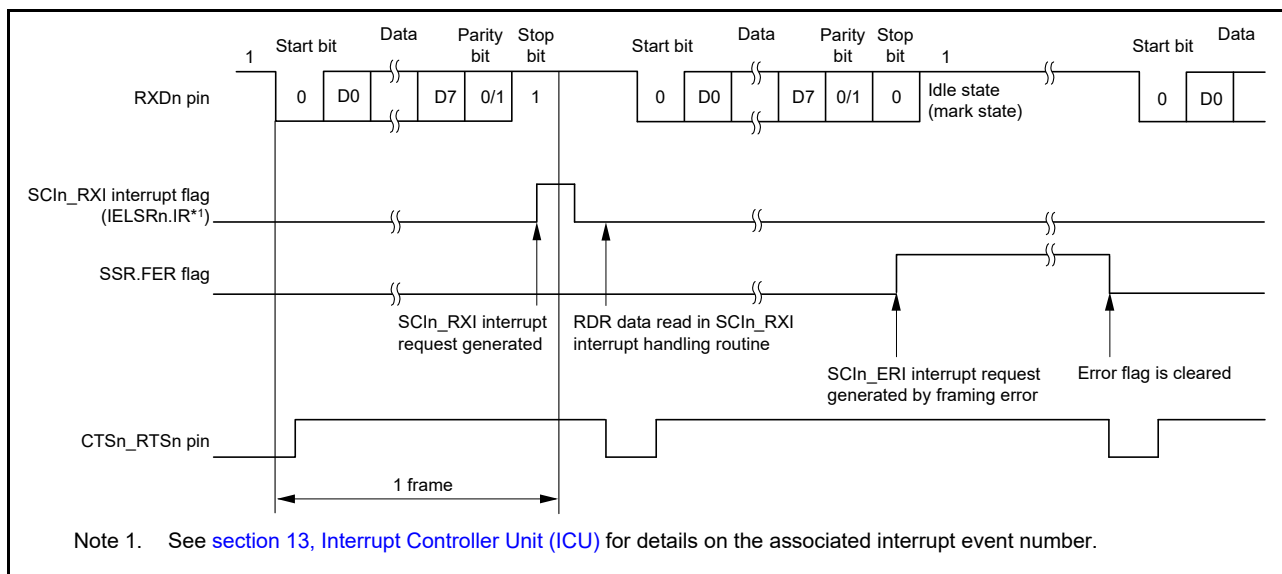 1 Start bit Data Parity bit Stop bit Start bit Data Parity bit Stop bit 1 Start bit Data
RXDn pin 0 D0 D7 0/1 1 0 D0 D7 0/1 0 Idle state (mark state) 0 D0
SCIn_RXI interrupt flag
(IELSRn.IR*1)
SSR.FER flag
SCIn_RXI interrupt
request generated
RDR data read in SCIn_RXI
interrupt handling routine
SCIn_ERI interrupt request
generated by framing error
Error flag is cleared
CTSn_RTSn pin
1 frame
Note 1. See section 13, Interrupt Controller Unit (ICU) for details on the associated interrupt event number.